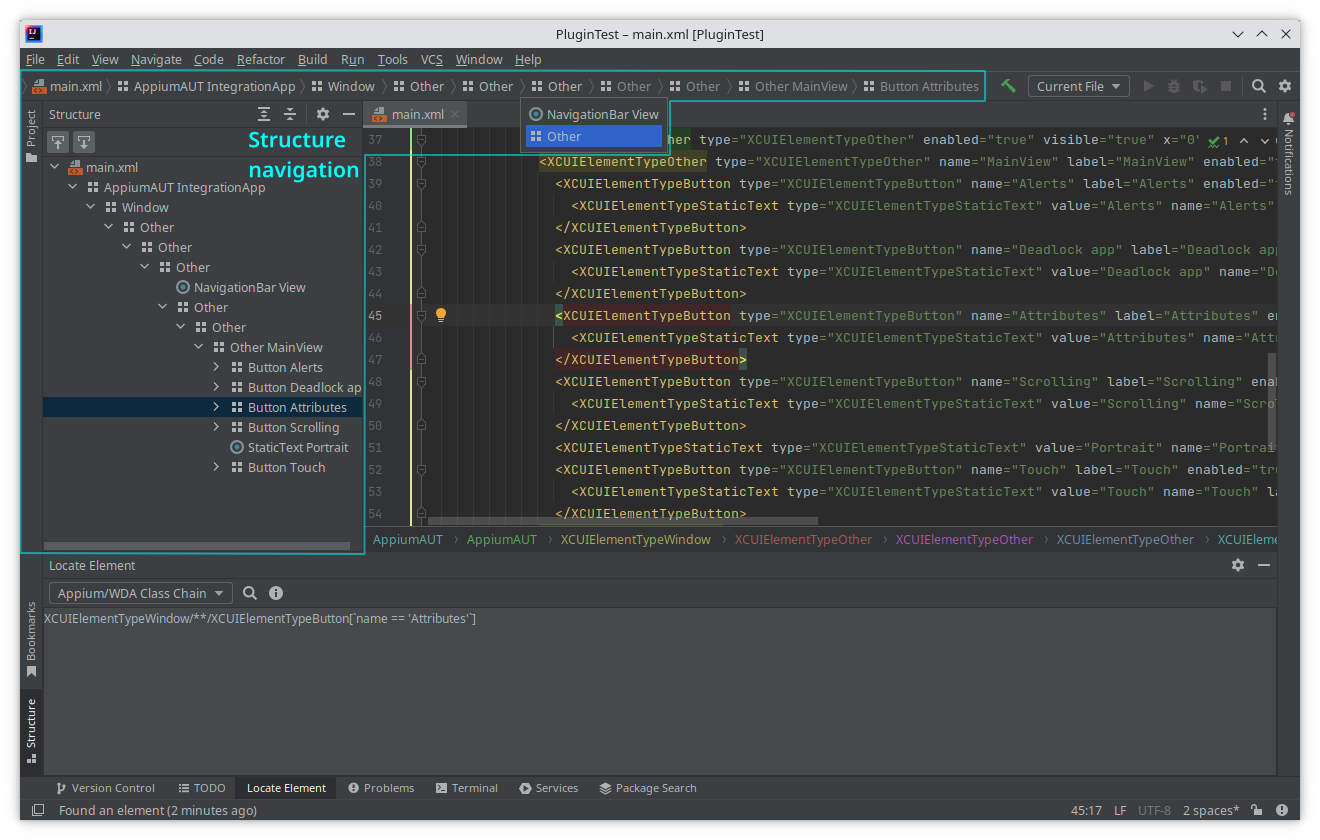 PluginTest – main.xml [PluginTest]
File Edit View Navigate Code Refactor Build Run Tools VCS Window Help
main.xml AppiumAUT IntegrationApp Window Other Other Other Other Other Other MainView Button Attributes Current File
Project
Structure
main.xml
NavigationBar View
Other
Structure
navigation
main.xml
AppiumAUT IntegrationApp
Window
Other
Other
Other
NavigationBar View
Other
Other
Other MainView
Button Alerts
Button Deadlock ap
Button Attributes
Button Scrolling
StaticText Portrait
Button Touch
37 her type="XCUIElementTypeOther" enabled="true" visible="true" x="0" 1
38 <XCUIElementTypeOther type="XCUIElementTypeOther" name="MainView" label="MainView" enabled="
39 <XCUIElementTypeButton type="XCUIElementTypeButton" name="Alerts" label="Alerts" enabled="t
40 <XCUIElementTypeStaticText type="XCUIElementTypeStaticText" value="Alerts" name="Alerts"
41 </XCUIElementTypeButton>
42 <XCUIElementTypeButton type="XCUIElementTypeButton" name="Deadlock app" label="Deadlock ap
43 <XCUIElementTypeStaticText type="XCUIElementTypeStaticText" value="Deadlock app" name="De
44 </XCUIElementTypeButton>
45 <XCUIElementTypeButton type="XCUIElementTypeButton" name="Attributes" label="Attributes" en
46 <XCUIElementTypeStaticText type="XCUIElementTypeStaticText" value="Attributes" name="Att
47 </XCUIElementTypeButton>
48 <XCUIElementTypeButton type="XCUIElementTypeButton" name="Scrolling" label="Scrolling" enab
49 <XCUIElementTypeStaticText type="XCUIElementTypeStaticText" value="Scrolling" name="Scro
50 </XCUIElementTypeButton>
51 <XCUIElementTypeStaticText type="XCUIElementTypeStaticText" value="Portrait" name="Portrai
52 <XCUIElementTypeButton type="XCUIElementTypeButton" name="Touch" label="Touch" enabled="tru
53 <XCUIElementTypeStaticText type="XCUIElementTypeStaticText" value="Touch" name="Touch" la
54 </XCUIElementTypeButton>
Notifications
AppiumAUT AppiumAUT XCUIElementTypeWindow XCUIElementTypeOther XCUIElementTypeOther XCUIElementTypeOther XCUIEleme
Locate Element
Appium/WDA Class Chain
XCUIElementTypeWindow/**/XCUIElementTypeButton[`name == 'Attributes'`]
Bookmarks
Structure
Version Control TODO Locate Element Problems Terminal Services Package Search
Found an element (2 minutes ago) 45:17 LF UTF-8 2 spaces*